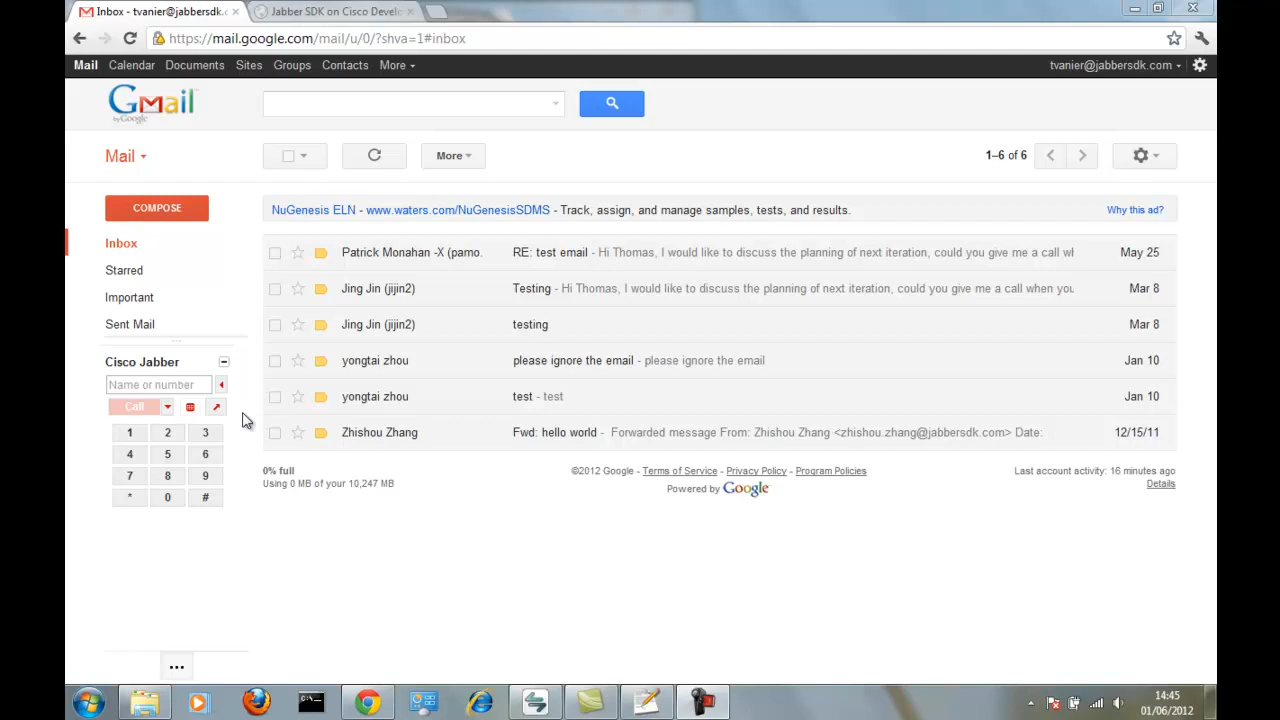 Inbox - tvanier@jabbersdk.c
Jabber SDK on Cisco Develo
https://mail.google.com/mail/u/0/?shva=1#inbox
Mail Calendar Documents Sites Groups Contacts More
tvanier@jabbersdk.com
Gmail
by Google
Mail
More
1–6 of 6
COMPOSE
NuGenesis ELN - www.waters.com/NuGenesisSDMS - Track, assign, and manage samples, tests, and results.
Why this ad?
Inbox
Starred
Important
Sent Mail
Patrick Monahan -X (pamo. RE: test email - Hi Thomas, I would like to discuss the planning of next iteration, could you give me a call wh May 25
Jing Jin (jijin2) Testing - Hi Thomas, I would like to discuss the planning of next iteration, could you give me a call when you Mar 8
Jing Jin (jijin2) testing Mar 8
yongtai zhou please ignore the email - please ignore the email Jan 10
yongtai zhou test - test Jan 10
Zhishou Zhang Fwd: hello world - Forwarded message From: Zhishou Zhang <zhishou.zhang@jabbersdk.com> Date: 12/15/11
Cisco Jabber
Name or number
Call
1 2 3
4 5 6
7 8 9
* 0 #
0% full
Using 0 MB of your 10,247 MB
©2012 Google - Terms of Service - Privacy Policy - Program Policies
Powered by Google
Last account activity: 16 minutes ago
Details
14:45
01/06/2012